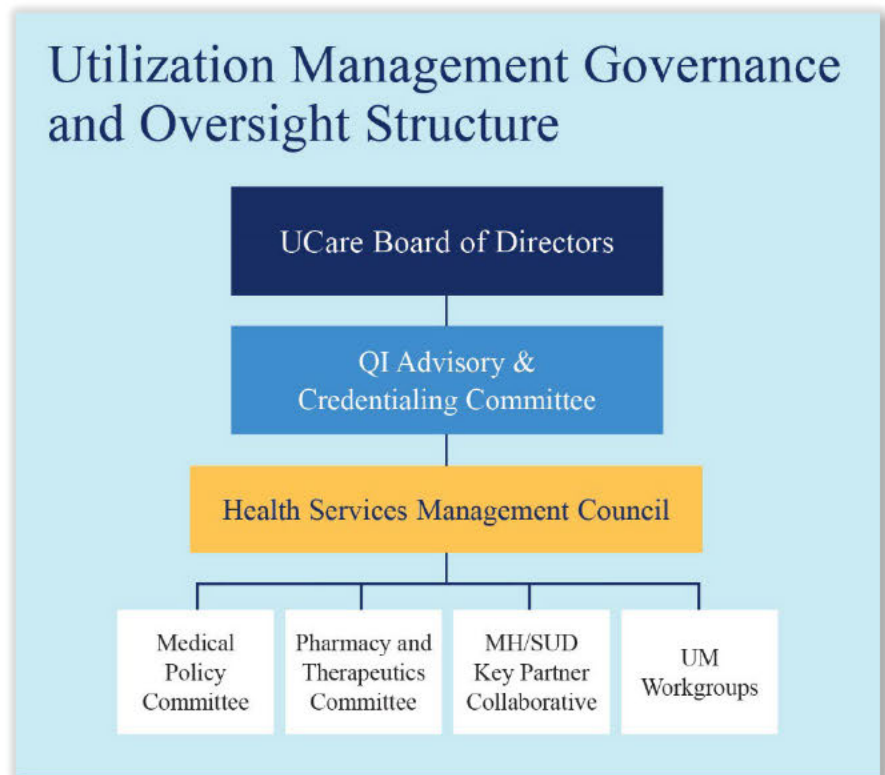 Utilization Management Governance
and Oversight Structure
UCare Board of Directors
QI Advisory &
Credentialing Committee
Health Services Management Council
Medical
Policy
Committee
Pharmacy and
Therapeutics
Committee
MH/SUD
Key Partner
Collaborative
UM
Workgroups